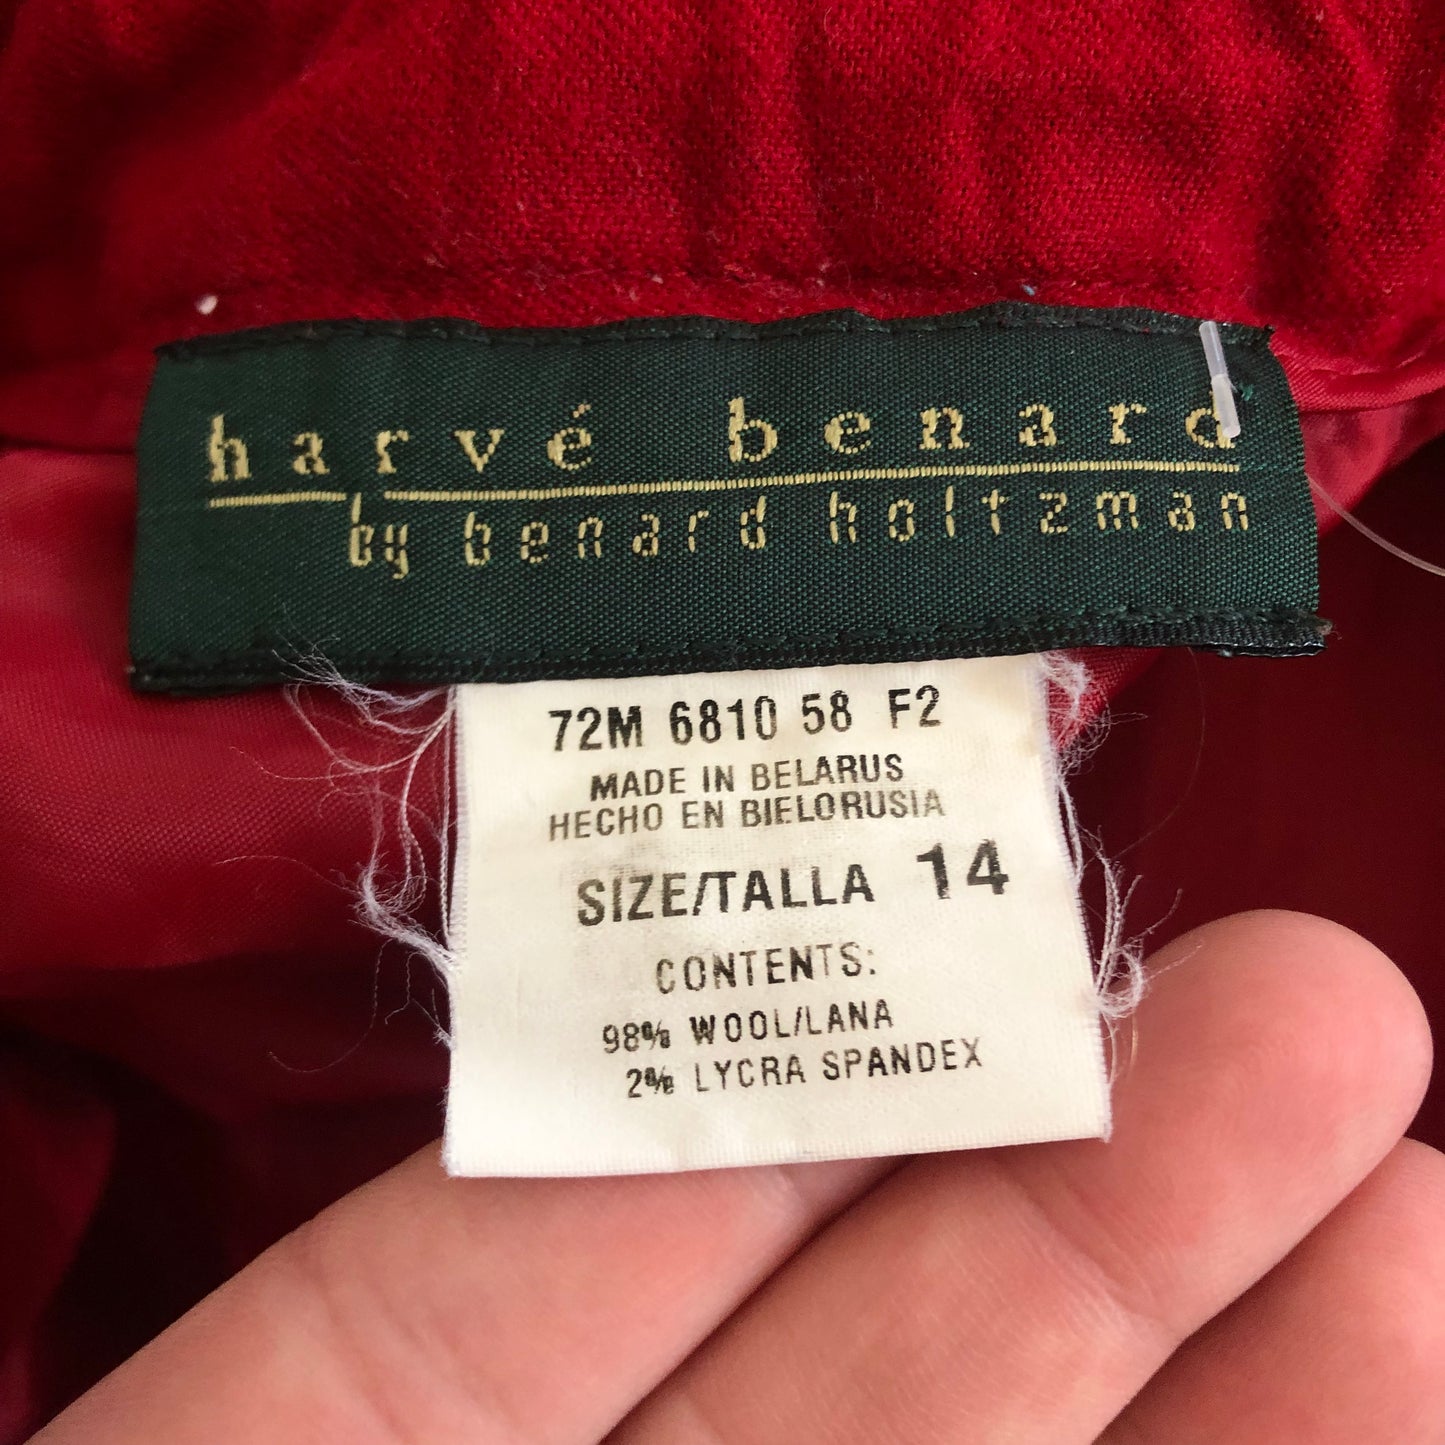 harvé benard
by benard holtzman
72M 6810 58 F2
MADE IN BELARUS
HECHO EN BIELORUSIA
SIZE/TALLA 14
CONTENTS:
98% WOOL/LANA
2% LYCRA SPANDEX